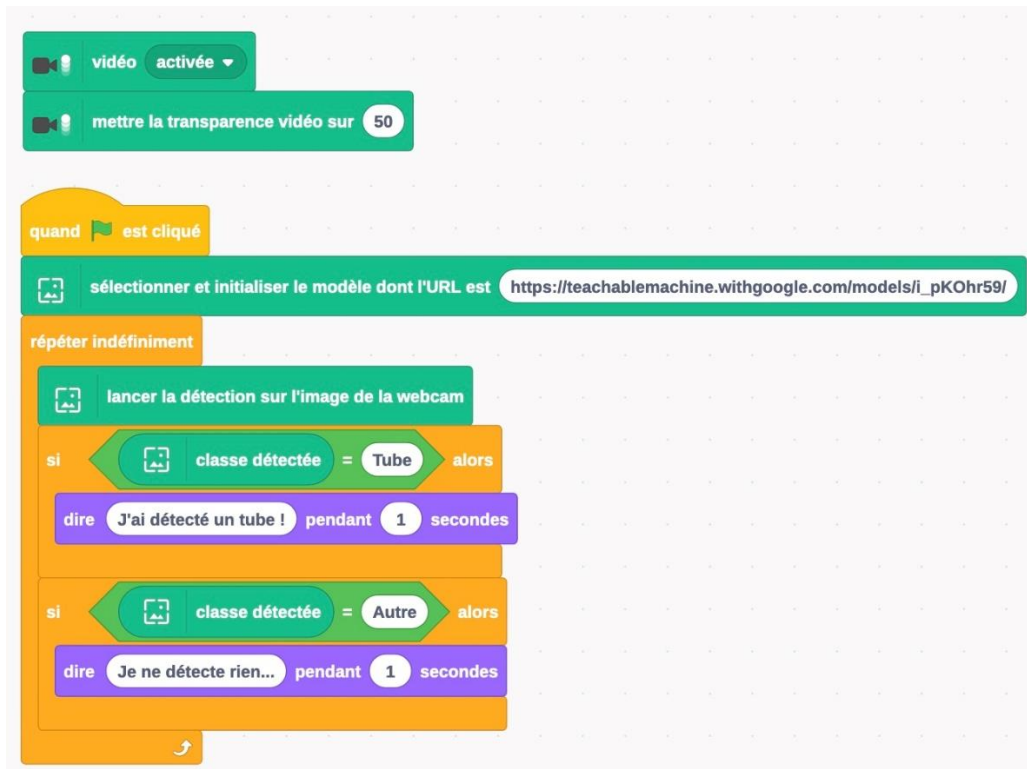 vidéo activée
mettre la transparence vidéo sur 50
quand est cliqué
sélectionner et initialiser le modèle dont l'URL est https://teachablemachine.withgoogle.com/models/i_pKOhr59/
répéter indéfiniment
lancer la détection sur l'image de la webcam
si classe détectée = Tube alors
dire J'ai détecté un tube ! pendant 1 secondes
si classe détectée = Autre alors
dire Je ne détecte rien... pendant 1 secondes